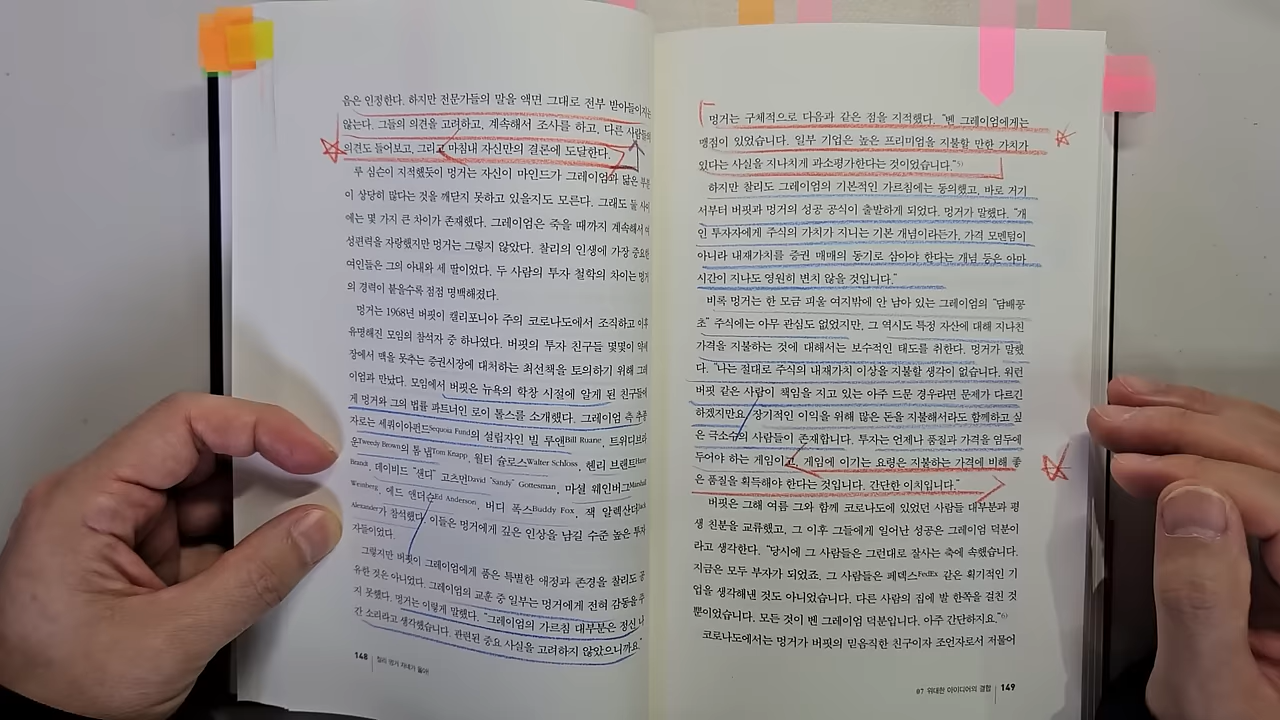 음은 인정한다. 하지만 전문가들의 말을 액면 그대로 전부 받아들이지는
않는다. 그들의 의견을 고려하고, 계속해서 조사를 하고, 다른 사람들의
의견도 들어보고, 그리고 마침내 자신만의 결론에 도달한다.
루 심슨이 지적했듯이 멍거는 자신이 마인드가 그레이엄과 닮은 부분
이 상당히 많다는 것을 깨닫지 못하고 있을지도 모른다. 그래도 둘 사이
에는 몇 가지 큰 차이가 존재했다. 그레이엄은 죽을 때까지 계속해서 여
성편력을 자랑했지만 멍거는 그렇지 않았다. 찰리의 인생에 가장 중요한
여인들은 그의 아내와 세 딸이었다. 두 사람의 투자 철학의 차이는 멍거
의 경력이 붙을수록 점점 명백해졌다.
멍거는 1968년 버핏이 캘리포니아 주의 코로나도에서 조직하고 이후
유명해진 모임의 참석자 중 하나였다. 버핏의 투자 친구들 몇몇이 약세
장에서 맥을 못추는 증권시장에 대처하는 최선책을 토의하기 위해 그레
이엄과 만났다. 모임에서 버핏은 뉴욕의 학창 시절에 알게 된 친구들에
게 멍거와 그의 법률 파트너인 로이 톨스를 소개했다. 그레이엄 측 추종
자로는 세쿼이아펀드Sequoia Fund의 설립자인 빌 루앤Bill Ruane, 트위디브라
운Tweedy Brown의 톰 냅Tom Knapp, 월터 슐로스Walter Schloss, 헨리 브랜트Harry
Brandt, 데이비드 "샌디" 고츠만David "Sandy" Gottesman, 마셜 웨인버그Marshall
Weinberg, 에드 앤더슨Ed Anderson, 버디 폭스Buddy Fox, 잭 알렉산더Jack
Alexander가 참석했다. 이들은 멍거에게 깊은 인상을 남길 수준 높은 투자
자들이었다.
그렇지만 버핏이 그레이엄에게 품은 특별한 애정과 존경을 찰리도 공
유한 것은 아니었다. 그레이엄의 교훈 중 일부는 멍거에게 전혀 감동을 주
지 못했다. 멍거는 이렇게 말했다. "그레이엄의 가르침 대부분은 정신 나
간 소리라고 생각했습니다. 관련된 중요 사실을 고려하지 않았으니까요."
148 찰리 멍거 자네가 옳아!
멍거는 구체적으로 다음과 같은 점을 지적했다. "벤 그레이엄에게는
맹점이 있었습니다. 일부 기업은 높은 프리미엄을 지불할 만한 가치가
있다는 사실을 지나치게 과소평가한다는 것이었습니다."5)
하지만 찰리도 그레이엄의 기본적인 가르침에는 동의했고, 바로 거기
서부터 버핏과 멍거의 성공 공식이 출발하게 되었다. 멍거가 말했다. "개
인 투자자에게 주식의 가치가 지니는 기본 개념이라든가, 가격 모멘텀이
아니라 내재가치를 증권 매매의 동기로 삼아야 한다는 개념 등은 아마
시간이 지나도 영원히 변치 않을 것입니다."
비록 멍거는 한 모금 피울 여지밖에 안 남아 있는 그레이엄의 "담배꽁
초" 주식에는 아무 관심도 없었지만, 그 역시도 특정 자산에 대해 지나친
가격을 지불하는 것에 대해서는 보수적인 태도를 취한다. 멍거가 말했
다. "나는 절대로 주식의 내재가치 이상을 지불할 생각이 없습니다. 워런
버핏 같은 사람이 책임을 지고 있는 아주 드문 경우라면 문제가 다르긴
하겠지만요. 장기적인 이익을 위해 많은 돈을 지불해서라도 함께하고 싶
은 극소수의 사람들이 존재합니다. 투자는 언제나 품질과 가격을 염두에
두어야 하는 게임이고, 게임에 이기는 요령은 지불하는 가격에 비해 좋
은 품질을 획득해야 한다는 것입니다. 간단한 이치입니다."
버핏은 그해 여름 그와 함께 코로나도에 있었던 사람들 대부분과 평
생 친분을 교류했고, 그 이후 그들에게 일어난 성공은 그레이엄 덕분이
라고 생각한다. "당시에 그 사람들은 그런대로 잘사는 축에 속했습니다.
지금은 모두 부자가 되었죠. 그 사람들은 페덱스FedEx 같은 획기적인 기
업을 생각해낸 것도 아니었습니다. 다른 사람의 집에 발 한쪽을 걸친 것
뿐이었습니다. 모든 것이 벤 그레이엄 덕분입니다. 아주 간단하지요."6)
코로나도에서는 멍거가 버핏의 믿음직한 친구이자 조언자로서 저물어
07 위대한 아이디어의 결합 149